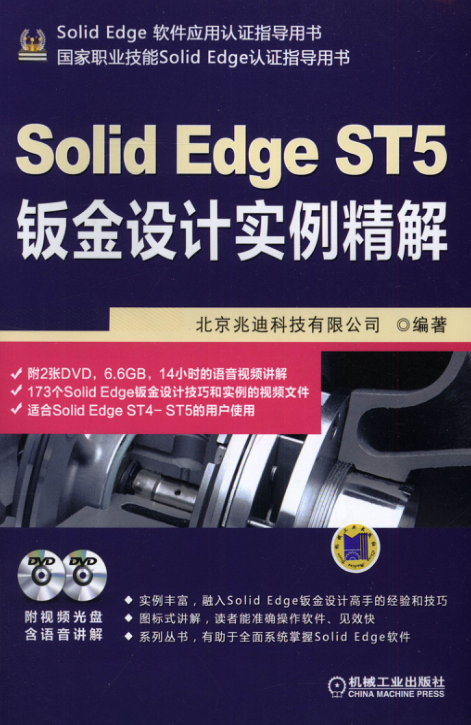 Solid Edge 软件应用认证指导用书
国家职业技能Solid Edge认证指导用书
Solid Edge ST5
钣金设计实例精解
北京兆迪科技有限公司 ◎编著
✓ 附2张DVD，6.6GB，14小时的语音视频讲解
✓ 173个Solid Edge钣金设计技巧和实例的视频文件
✓ 适合Solid Edge ST4- ST5的用户使用
DVD DVD
附视频光盘
含语音讲解
◆ 实例丰富，融入Solid Edge钣金设计高手的经验和技巧
◆ 图标式讲解，读者能准确操作软件、见效快
◆ 系列丛书，有助于全面系统掌握Solid Edge软件
机械工业出版社
CHINA MACHINE PRESS